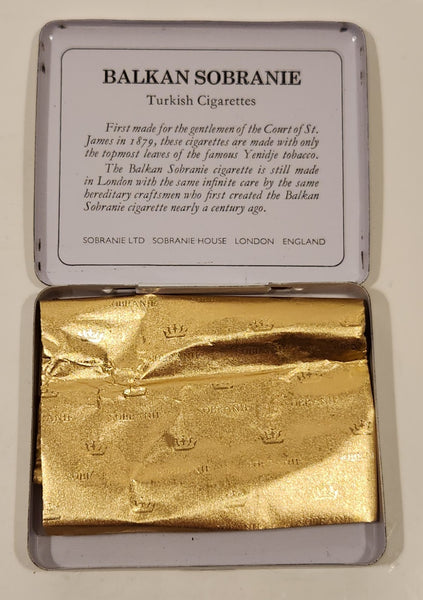 BALKAN SOBRANIE
Turkish Cigarettes
First made for the gentlemen of the Court of St.
James in 1879, these cigarettes are made with only
the topmost leaves of the famous Yenidje tobacco.
The Balkan Sobranie cigarette is still made
in London with the same infinite care by the same
hereditary craftsmen who first created the Balkan
Sobranie cigarette nearly a century ago.
SOBRANIE LTD SOBRANIE HOUSE LONDON ENGLAND
SOBRANIE
SOBRANIE
SOBRANIE